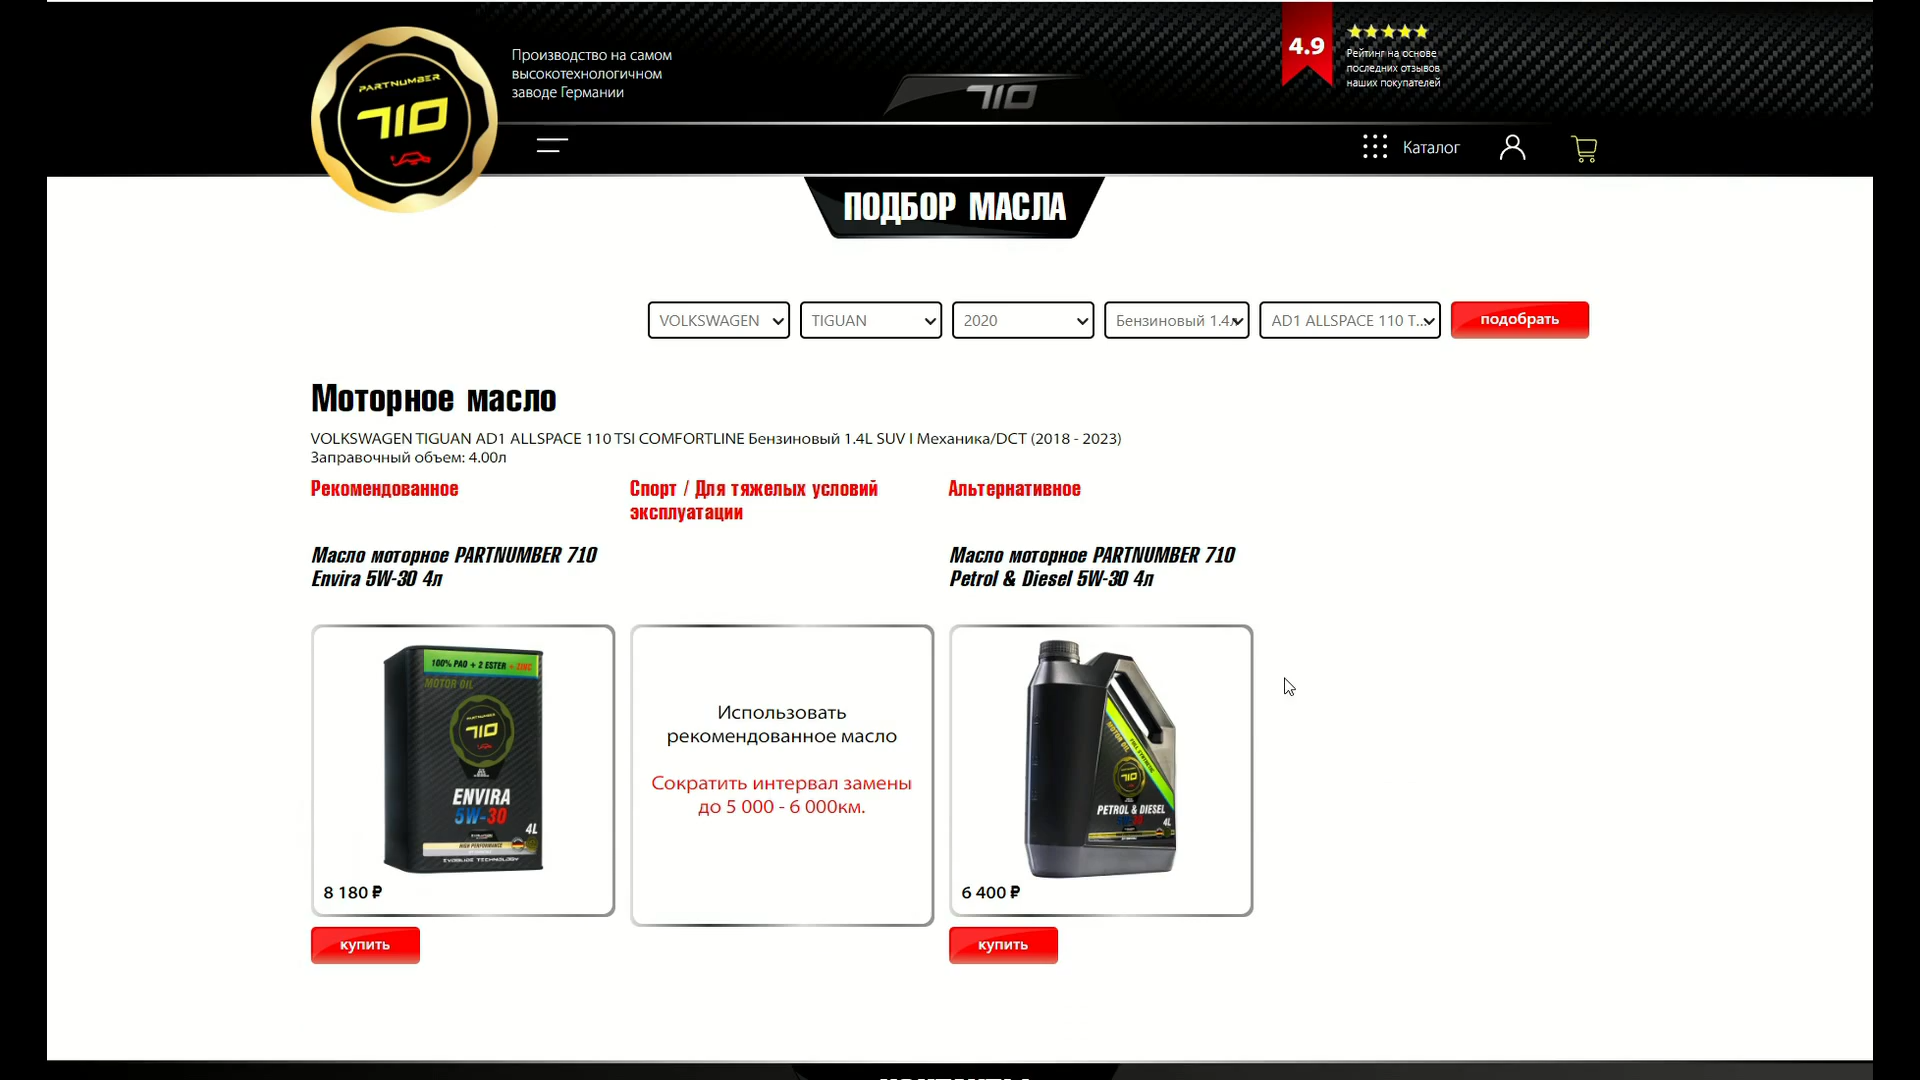 Производство на самом
высокотехнологичном
заводе Германии
PARTNUMBER
710
710
4.9
Рейтинг на основе
последних отзывов
наших покупателей
Каталог
ПОДБОР МАСЛА
VOLKSWAGEN
TIGUAN
2020
Бензиновый 1.4л
AD1 ALLSPACE 110 T...
подобрать
Моторное масло
VOLKSWAGEN TIGUAN AD1 ALLSPACE 110 TSI COMFORTLINE Бензиновый 1.4L SUV I Механика/DCT (2018 - 2023)
Заправочный объем: 4.00л
Рекомендованное
Спорт / Для тяжелых условий
эксплуатации
Альтернативное
Масло моторное PARTNUMBER 710
Envira 5W-30 4л
Масло моторное PARTNUMBER 710
Petrol & Diesel 5W-30 4л
100% PAO + 2 ESTER + ZINC
MOTOR OIL
PARTNUMBER
710
ENVIRA
5W-30
4L
HIGH PERFORMANCE
8 180 ₽
купить
Использовать
рекомендованное масло
Сократить интервал замены
до 5 000 - 6 000км.
MOTOR OIL
710
PETROL & DIESEL
4L
6 400 ₽
купить